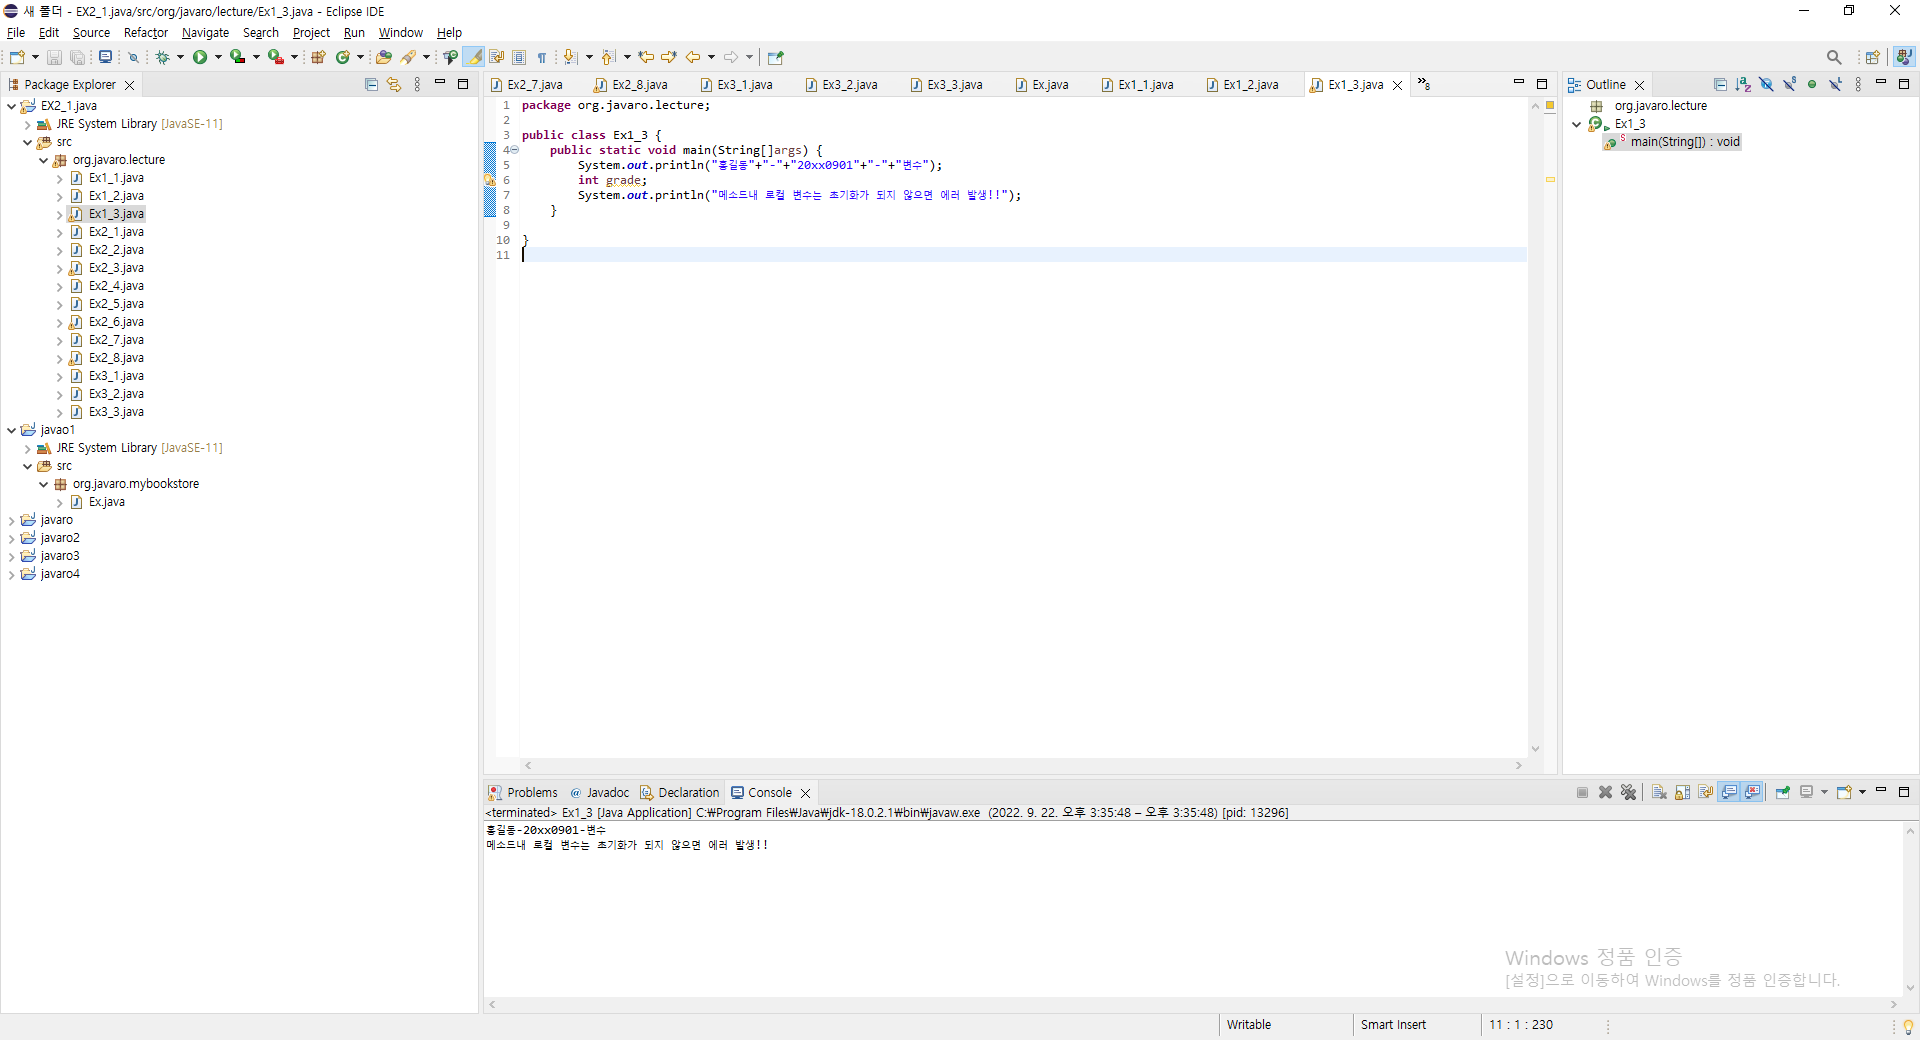 새 폴더 - EX2_1.java/src/org/javaro/lecture/Ex1_3.java - Eclipse IDE
File Edit Source Refactor Navigate Search Project Run Window Help
Package Explorer
EX2_1.java
JRE System Library [JavaSE-11]
src
org.javaro.lecture
Ex1_1.java
Ex1_2.java
Ex1_3.java
Ex2_1.java
Ex2_2.java
Ex2_3.java
Ex2_4.java
Ex2_5.java
Ex2_6.java
Ex2_7.java
Ex2_8.java
Ex3_1.java
Ex3_2.java
Ex3_3.java
javao1
JRE System Library [JavaSE-11]
src
org.javaro.mybookstore
Ex.java
javaro
javaro2
javaro3
javaro4
Ex2_7.java Ex2_8.java Ex3_1.java Ex3_2.java Ex3_3.java Ex.java Ex1_1.java Ex1_2.java Ex1_3.java »8
1 package org.javaro.lecture;
2
3 public class Ex1_3 {
4 public static void main(String[]args) {
5 System.out.println("홍길동"+"-"+"20xx0901"+"-"+"변수");
6 int grade;
7 System.out.println("메소드내 로컬 변수는 초기화가 되지 않으면 에러 발생!!");
8 }
9
10 }
11
Outline
org.javaro.lecture
Ex1_3
main(String[]) : void
Problems @ Javadoc Declaration Console
<terminated> Ex1_3 [Java Application] C:₩Program Files₩Java₩jdk-18.0.2.1₩bin₩javaw.exe (2022. 9. 22. 오후 3:35:48 – 오후 3:35:48) [pid: 13296]
홍길동-20xx0901-변수
메소드내 로컬 변수는 초기화가 되지 않으면 에러 발생!!
Windows 정품 인증
[설정]으로 이동하여 Windows를 정품 인증합니다.
Writable Smart Insert 11 : 1 : 230